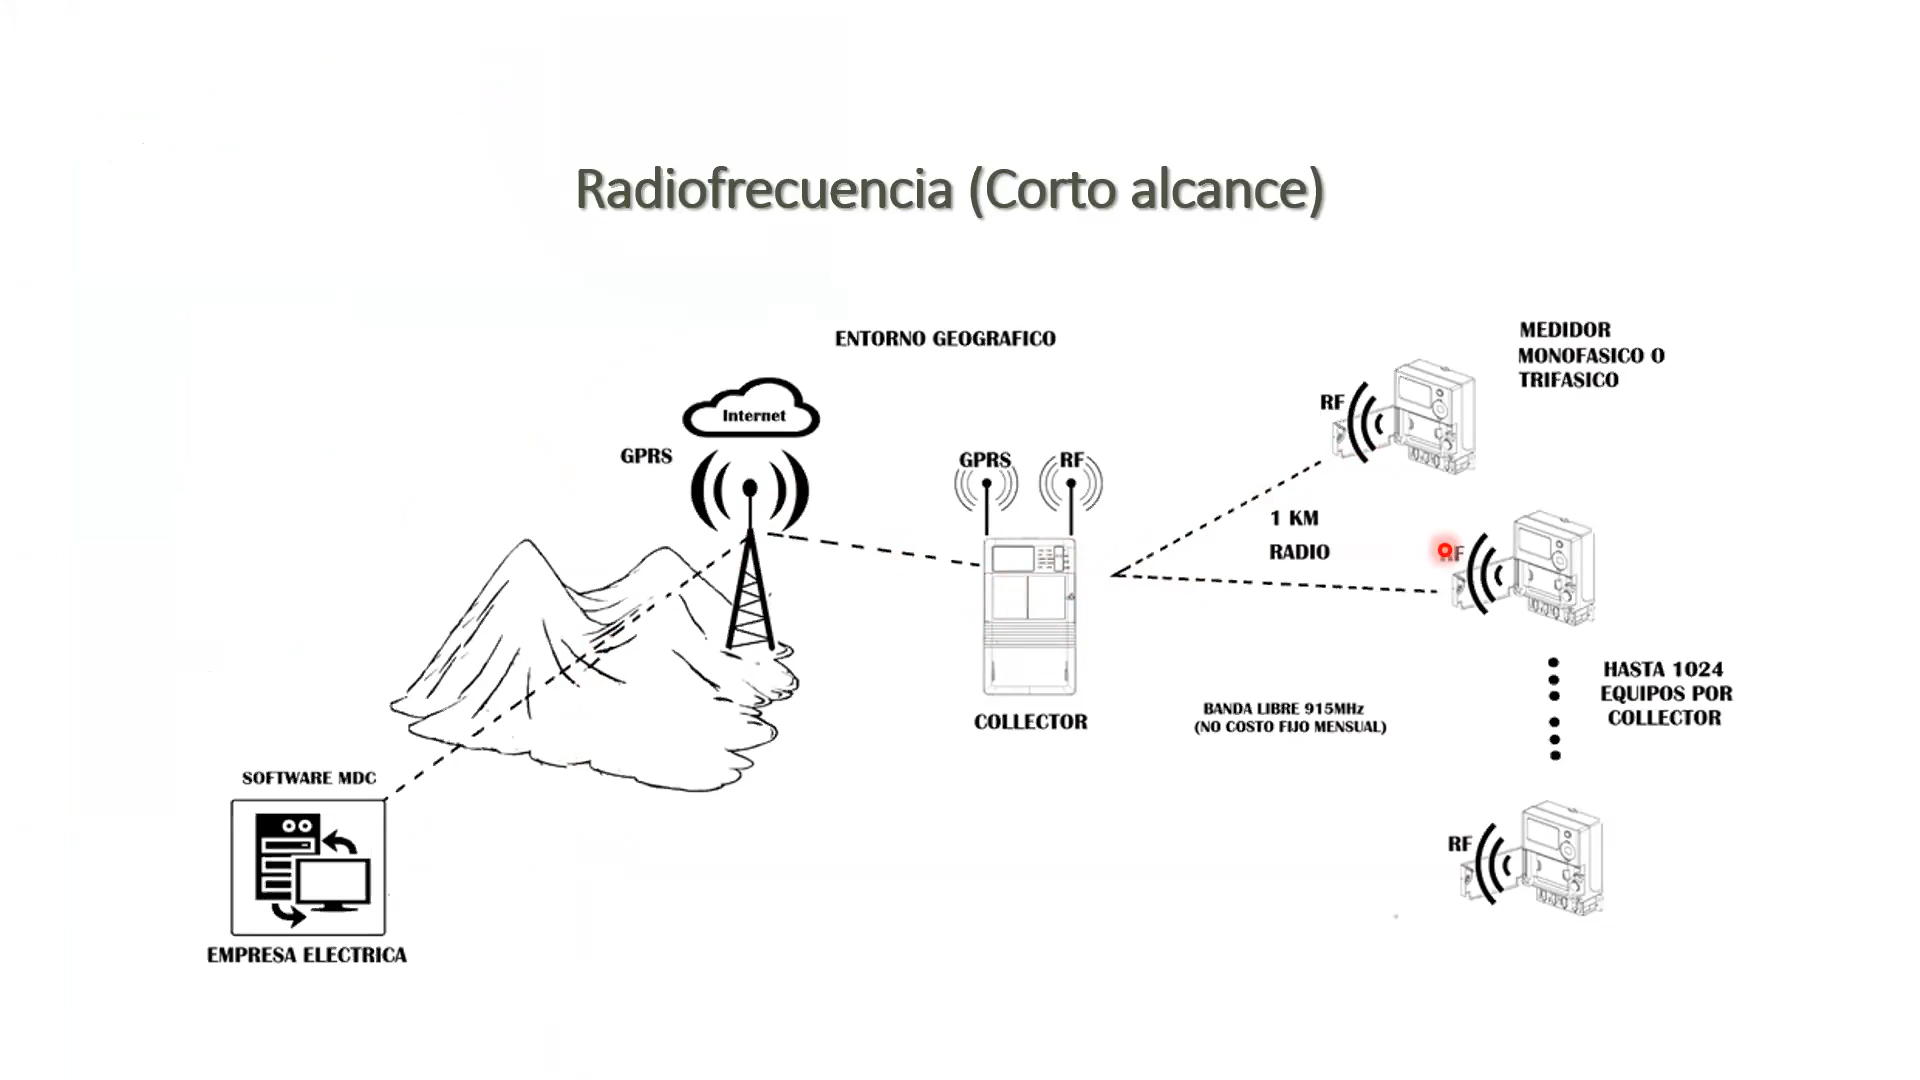 Radiofrecuencia (Corto alcance)
ENTORNO GEOGRAFICO
MEDIDOR
MONOFASICO O
TRIFASICO
Internet
GPRS
GPRS
RF
RF
1 KM
RADIO
COLLECTOR
BANDA LIBRE 915MHz
(NO COSTO FIJO MENSUAL)
HASTA 1024
EQUIPOS POR
COLLECTOR
RF
SOFTWARE MDC
EMPRESA ELECTRICA